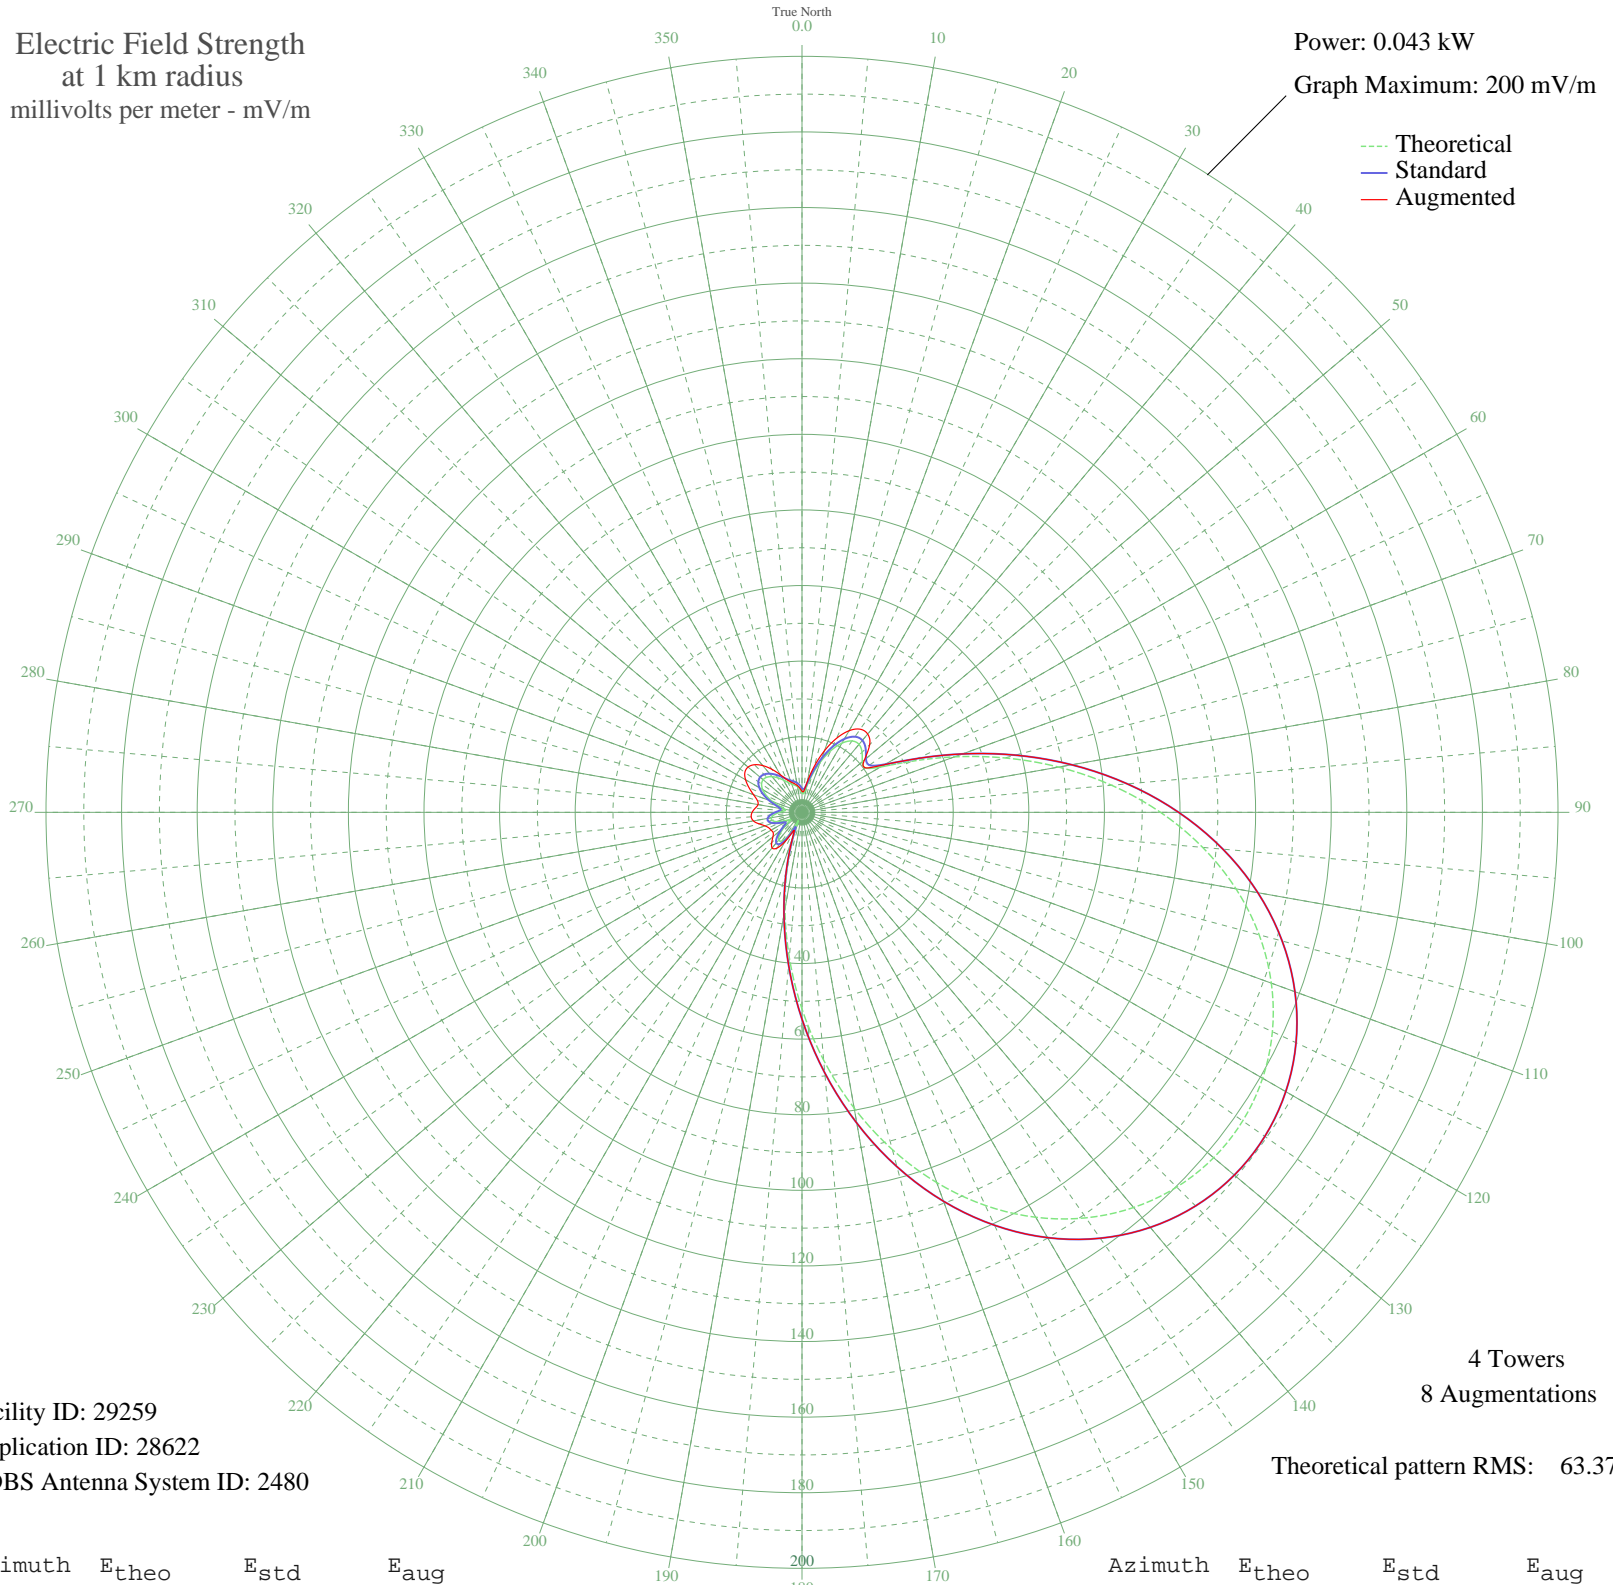 True North
0.0
Electric Field Strength
at 1 km radius
millivolts per meter - mV/m
Power: 0.043 kW
Graph Maximum: 200 mV/m
Theoretical
Standard
Augmented
10
20
30
40
50
60
70
80
90
100
110
120
130
140
150
160
170
190
200
210
220
230
240
250
260
270
280
290
300
310
320
330
340
350
40
60
80
100
120
140
160
180
200
4 Towers
8 Augmentations
Theoretical pattern RMS: 63.37
cility ID: 29259
plication ID: 28622
DBS Antenna System ID: 2480
imuth Etheo Estd Eaug
Azimuth Etheo Estd Eaug